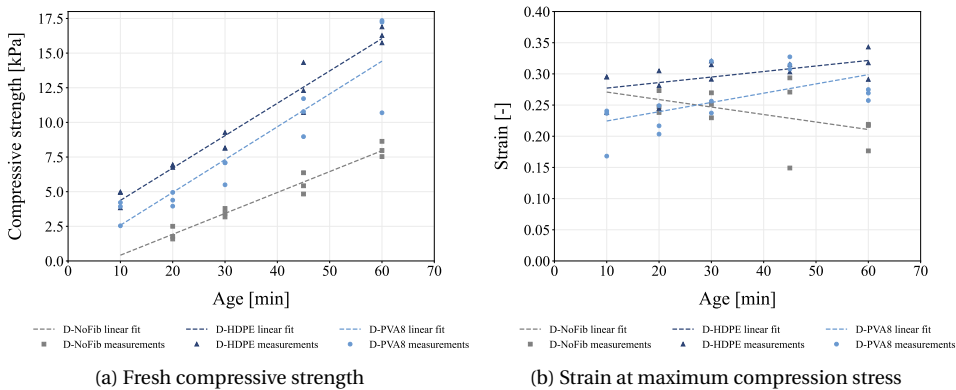 17.5
15.0
12.5
10.0
7.5
5.0
2.5
0.0
Compressive strength [kPa]
0 10 20 30 40 50 60 70
Age [min]
D-NoFib linear fit D-HDPE linear fit D-PVA8 linear fit
D-NoFib measurements D-HDPE measurements D-PVA8 measurements
(a) Fresh compressive strength
0.40
0.35
0.30
0.25
0.20
0.15
0.10
0.05
0.00
Strain [-]
0 10 20 30 40 50 60 70
Age [min]
D-NoFib linear fit D-HDPE linear fit D-PVA8 linear fit
D-NoFib measurements D-HDPE measurements D-PVA8 measurements
(b) Strain at maximum compression stress